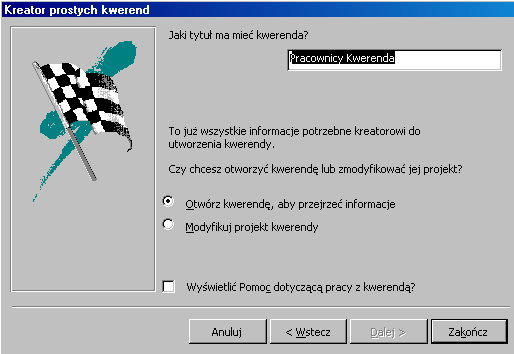 Kreator prostych kwerend
Jaki tytuł ma mieć kwerenda?
Pracownicy Kwerenda
To już wszystkie informacje potrzebne kreatorowi do
utworzenia kwerendy.
Czy chcesz otworzyć kwerendę lub zmodyfikować jej projekt?
Otwórz kwerendę, aby przejrzeć informacje
Modyfikuj projekt kwerendy
Wyświetlić Pomoc dotyczącą pracy z kwerendą?
Anuluj
< Wstecz
Dalej >
Zakończ